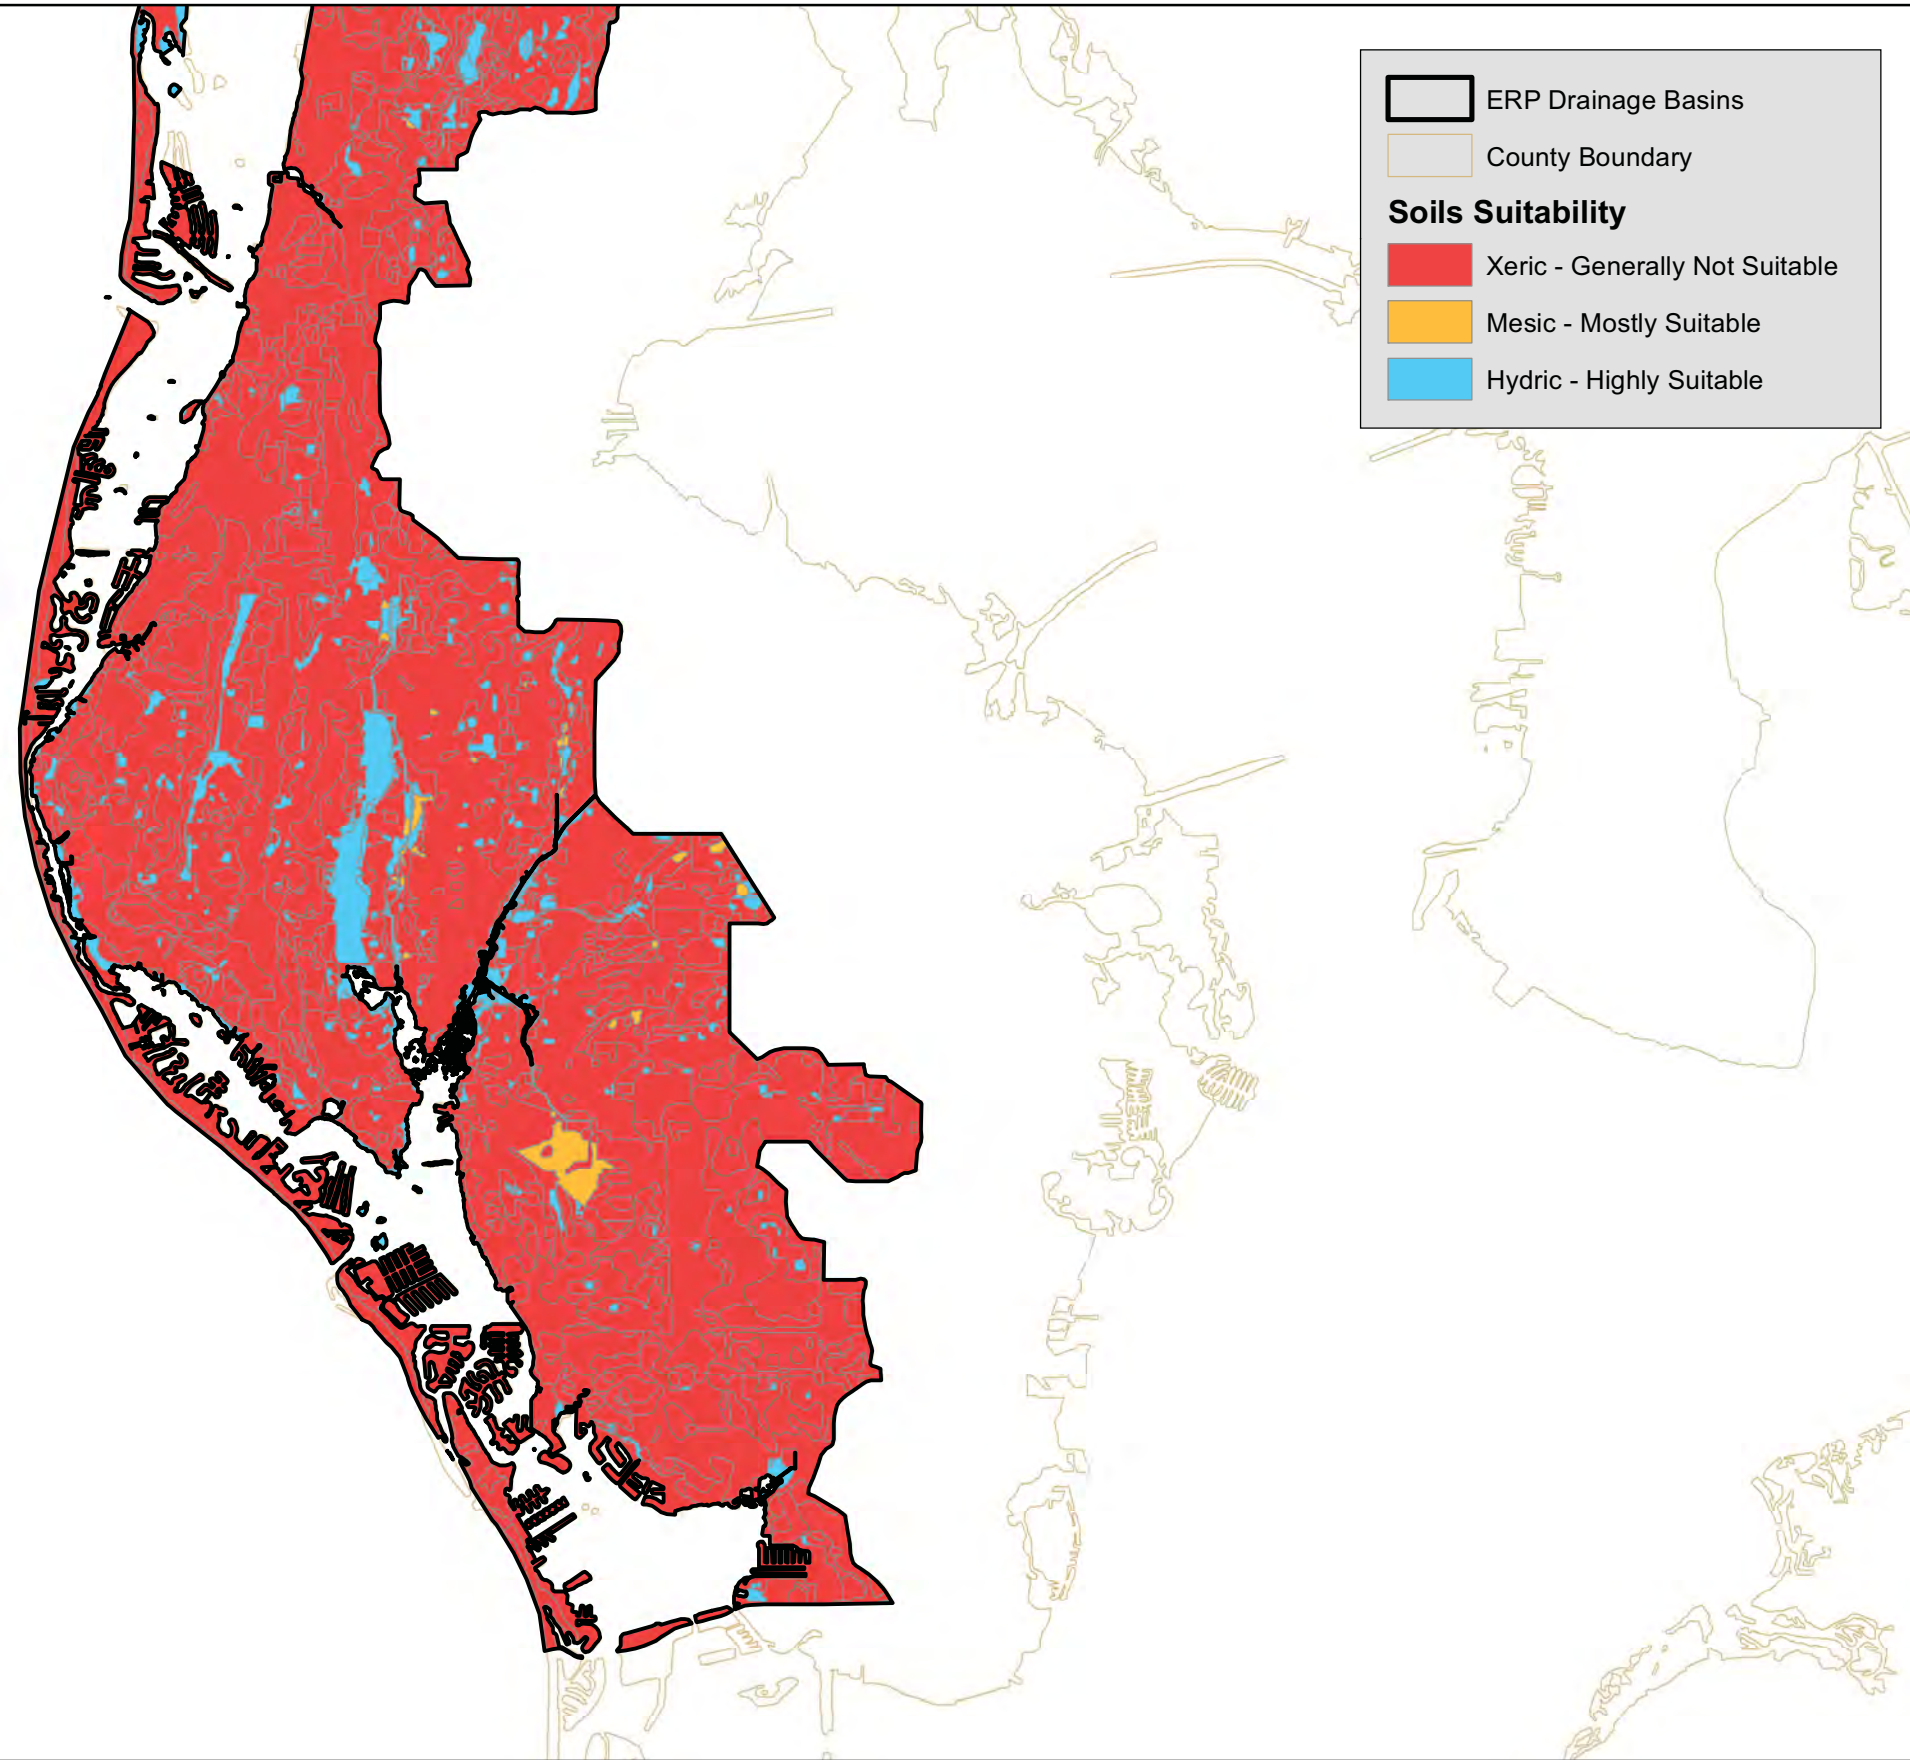 ERP Drainage Basins
County Boundary
Soils Suitability
Xeric - Generally Not Suitable
Mesic - Mostly Suitable
Hydric - Highly Suitable